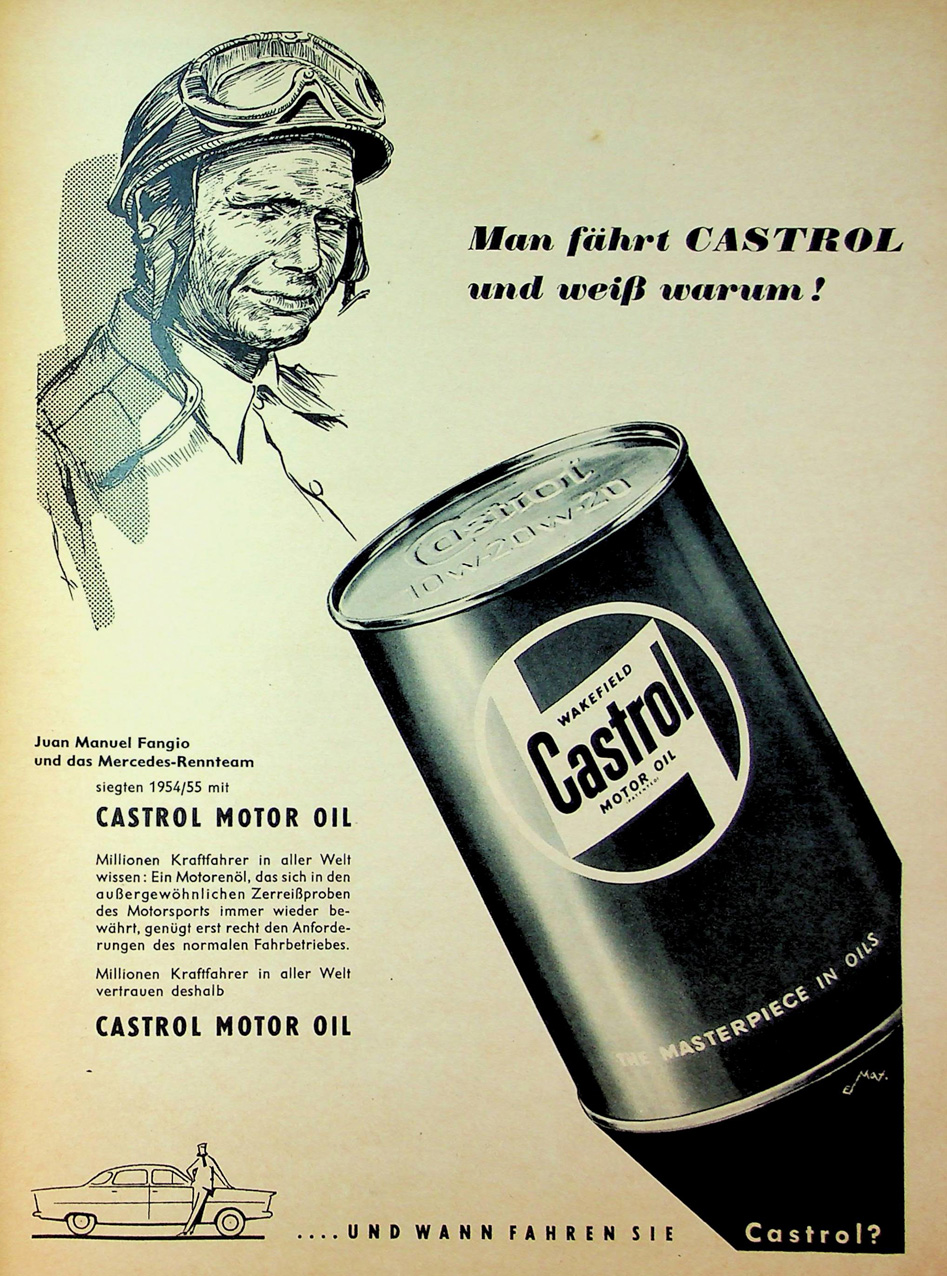 Man fährt CASTROL
und weiß warum!
Castrol
10W-20W-20
WAKEFIELD
Castrol
MOTOR OIL
PATENTED
THE MASTERPIECE IN OILS
Juan Manuel Fangio
und das Mercedes-Rennteam
siegten 1954/55 mit
CASTROL MOTOR OIL
Millionen Kraftfahrer in aller Welt
wissen: Ein Motorenöl, das sich in den
außergewöhnlichen Zerreißproben
des Motorsports immer wieder be-
währt, genügt erst recht den Anforde-
rungen des normalen Fahrbetriebes.
Millionen Kraftfahrer in aller Welt
vertrauen deshalb
CASTROL MOTOR OIL
....UND WANN FAHREN SIE Castrol?